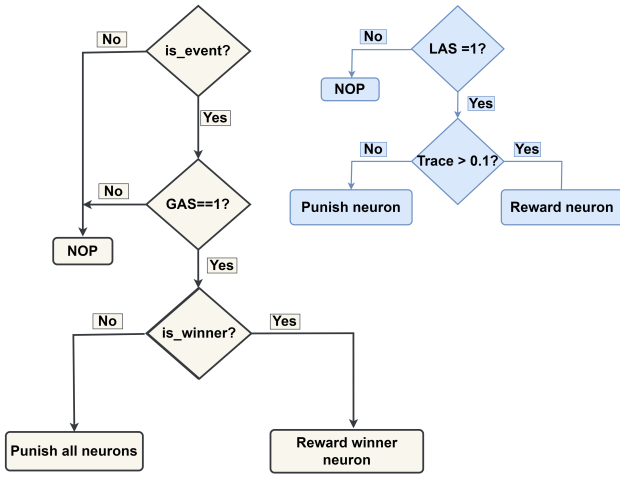 is_event?
No
Yes
GAS==1?
No
NOP
Yes
is_winner?
No
Yes
Punish all neurons
Reward winner
neuron
LAS =1?
No
NOP
Yes
Trace > 0.1?
No
Yes
Punish neuron
Reward neuron